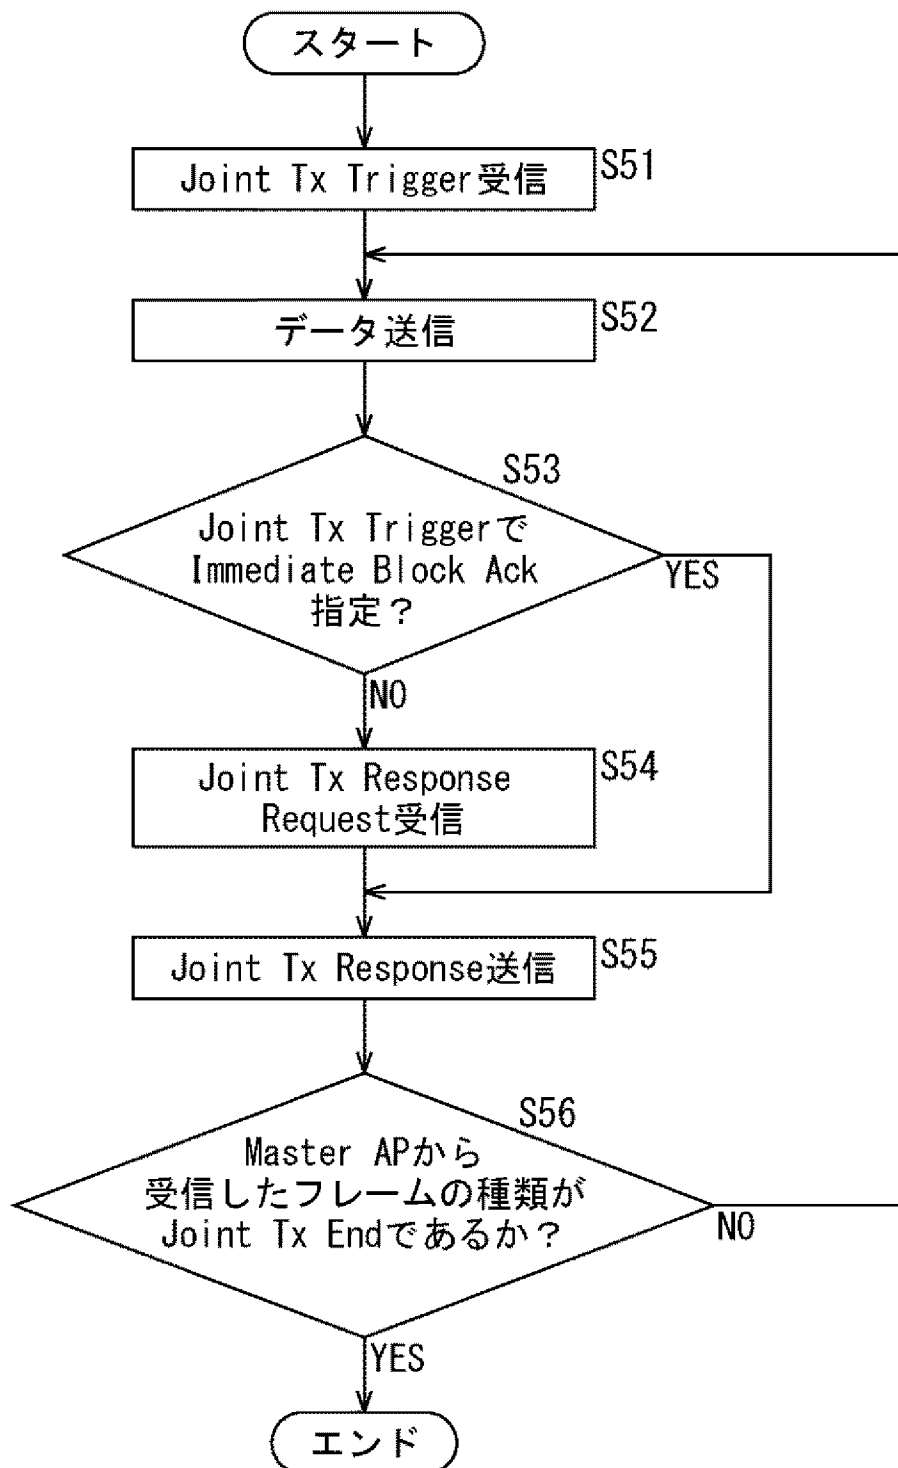 スタート
Joint Tx Trigger受信
S51
データ送信
S52
S53
Joint Tx Triggerで
Immediate Block Ack
指定？
YES
NO
Joint Tx Response
Request受信
S54
Joint Tx Response送信
S55
S56
Master APから
受信したフレームの種類が
Joint Tx Endであるか？
NO
YES
エンド